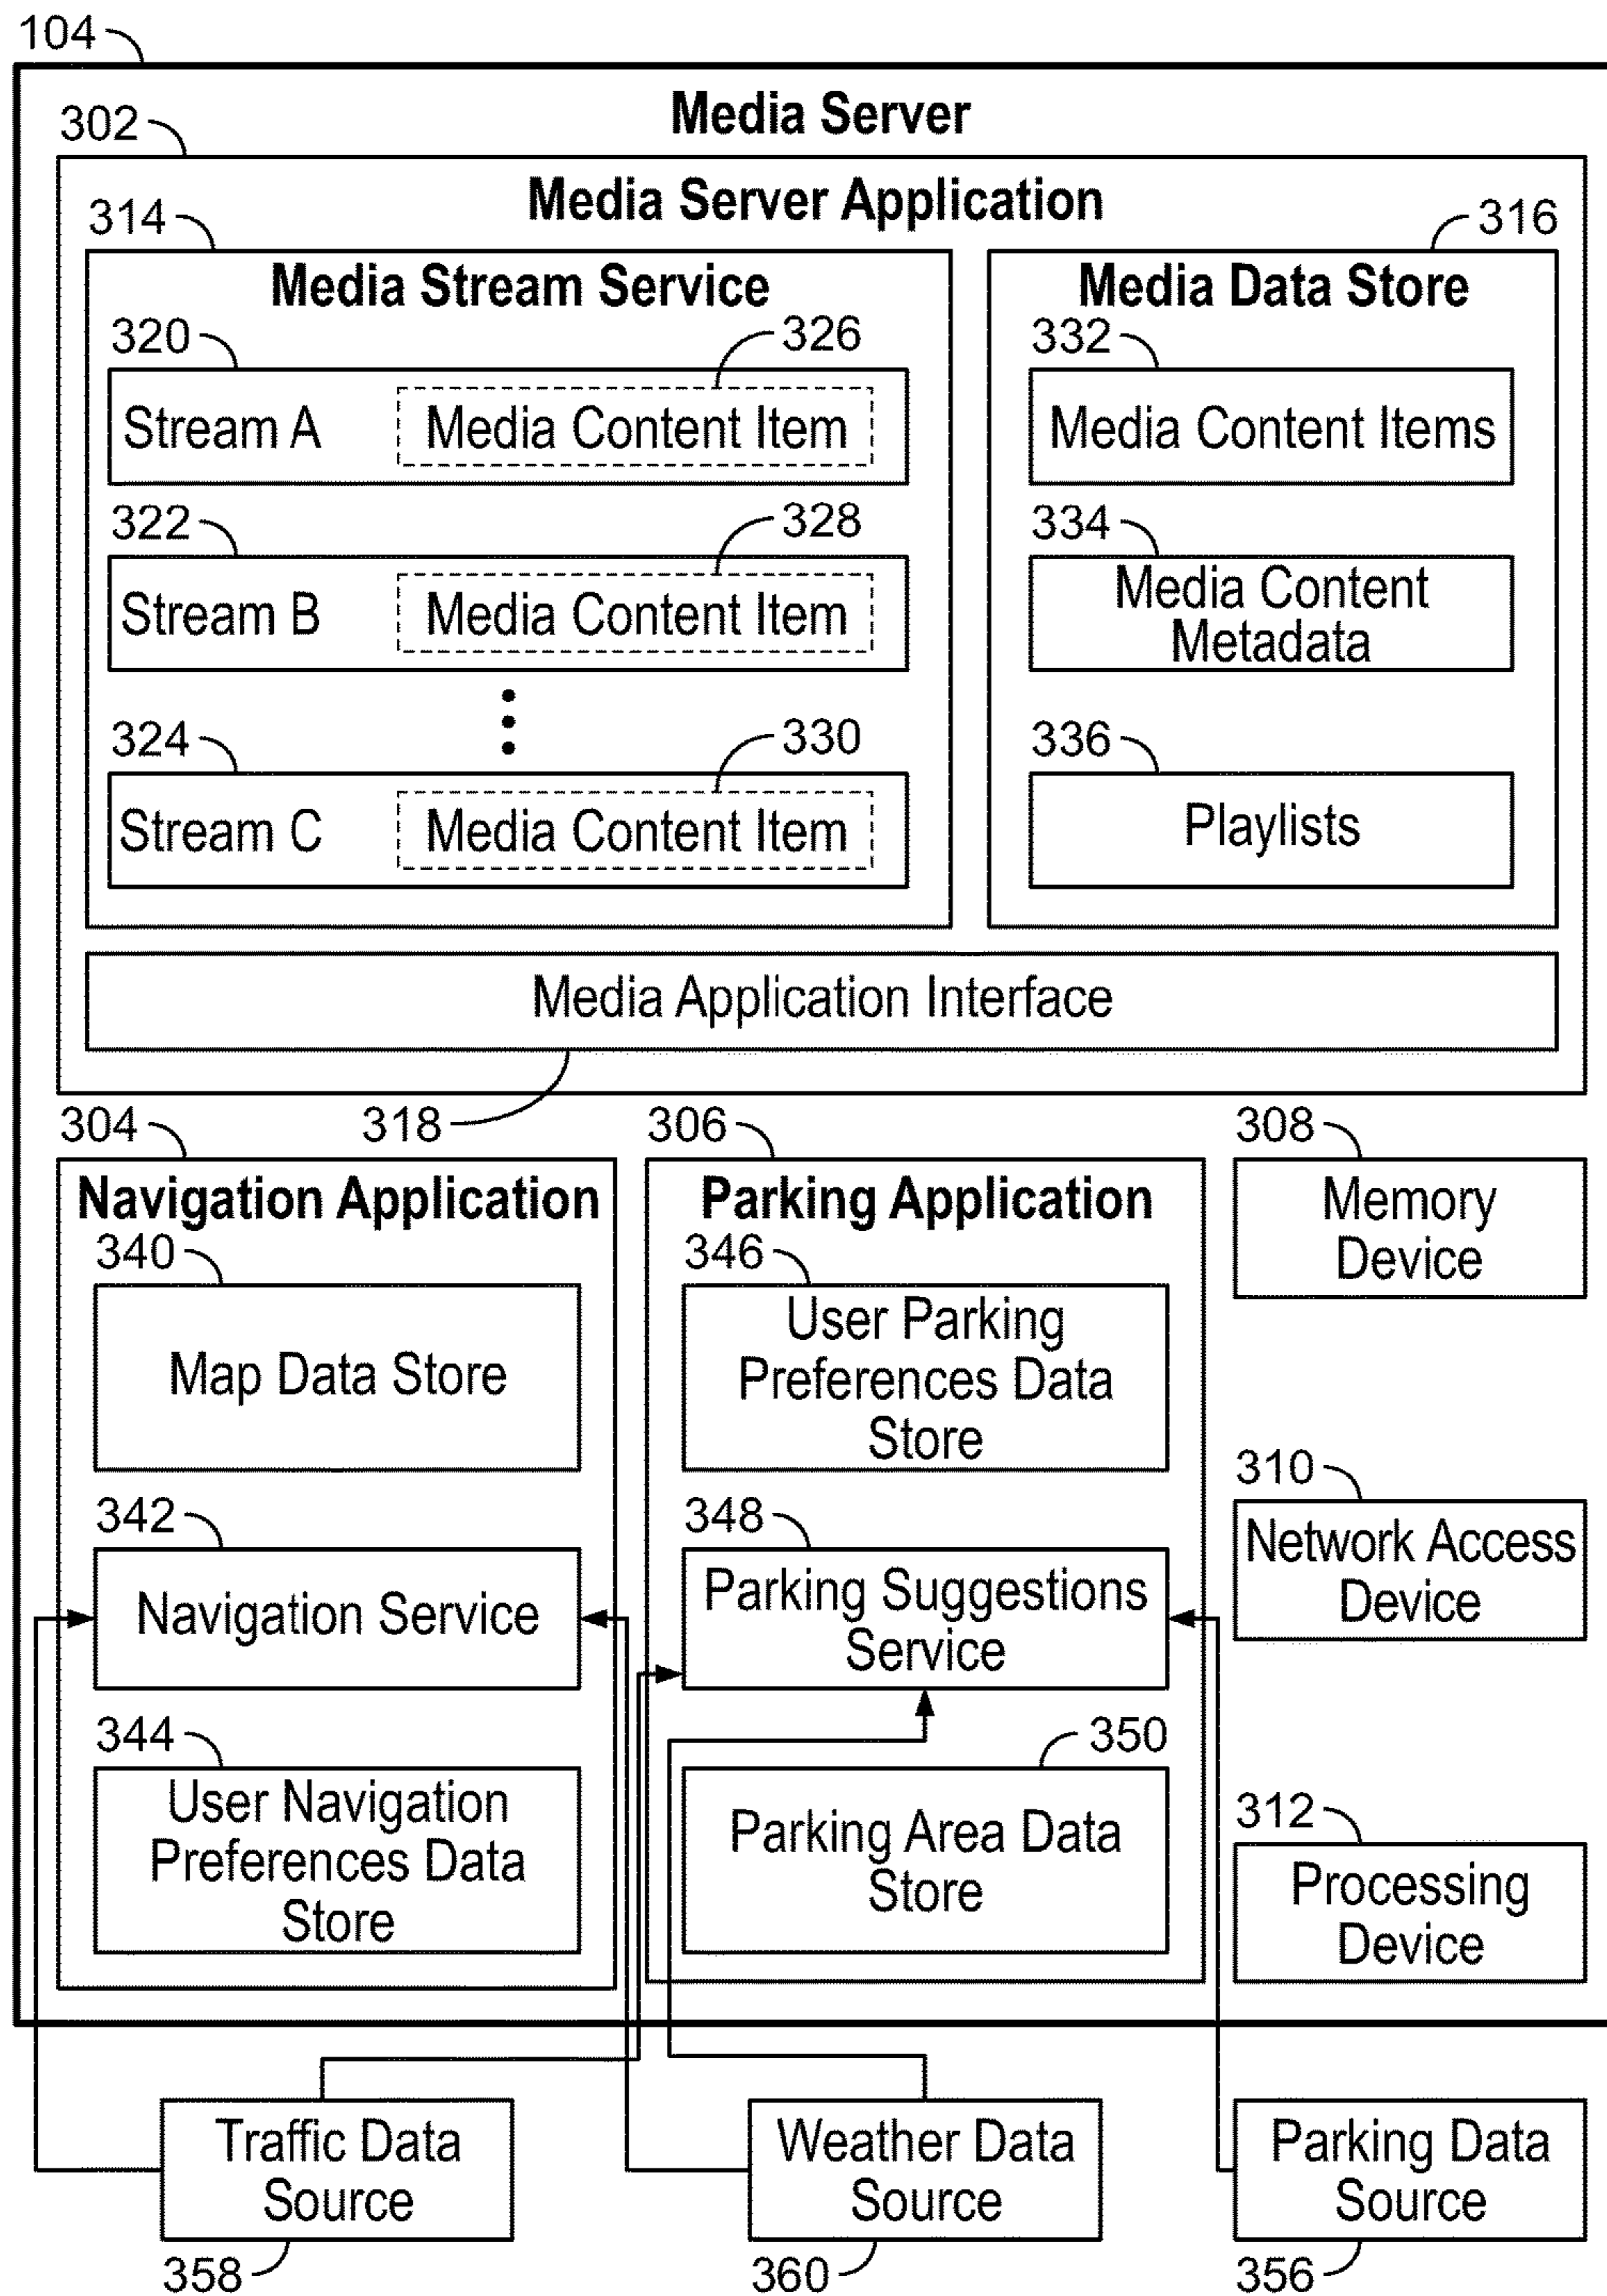 104
Media Server
302
Media Server Application
314
316
Media Stream Service
Media Data Store
320
326
332
Stream A
Media Content Item
Media Content Items
322
328
334
Stream B
Media Content Item
Media Content
Metadata
324
330
336
Stream C
Media Content Item
Playlists
Media Application Interface
304
318
306
308
Navigation Application
Parking Application
Memory
Device
340
346
Map Data Store
User Parking
Preferences Data
Store
310
342
348
Network Access
Device
Navigation Service
Parking Suggestions
Service
344
350
312
User Navigation
Preferences Data
Store
Parking Area Data
Store
Processing
Device
Traffic Data
Source
Weather Data
Source
Parking Data
Source
358
360
356